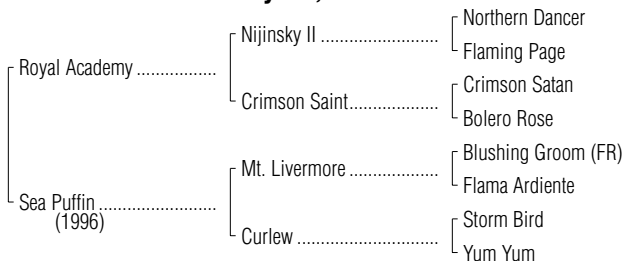 Northern Dancer
Nijinsky II ........................
Flaming Page
Royal Academy ................
Crimson Satan
Crimson Saint..................
Bolero Rose
Blushing Groom (FR)
Mt. Livermore ..................
Flama Ardiente
Sea Puffin ........................
(1996)
Storm Bird
Curlew .............................
Yum Yum